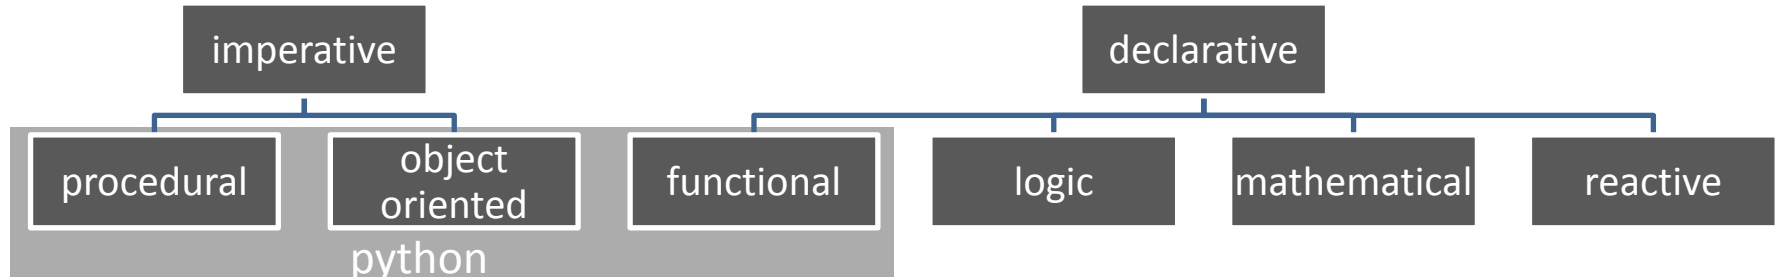 imperative
declarative
procedural
object
oriented
functional
logic
mathematical
reactive
python